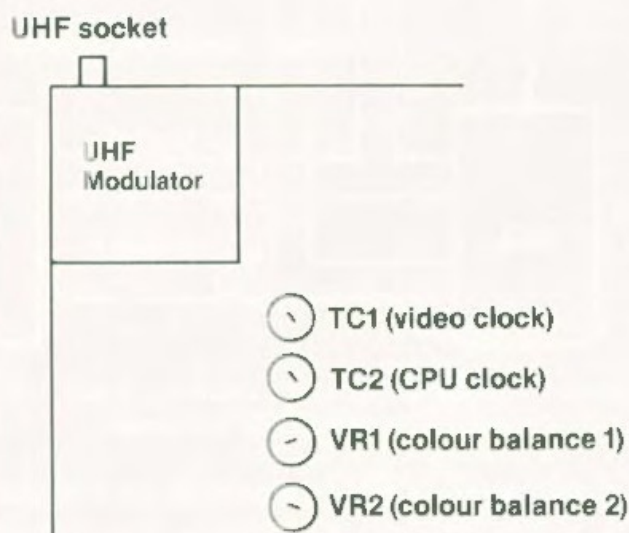 UHF socket
UHF
Modulator
TC1 (video clock)
TC2 (CPU clock)
VR1 (colour balance 1)
VR2 (colour balance 2)